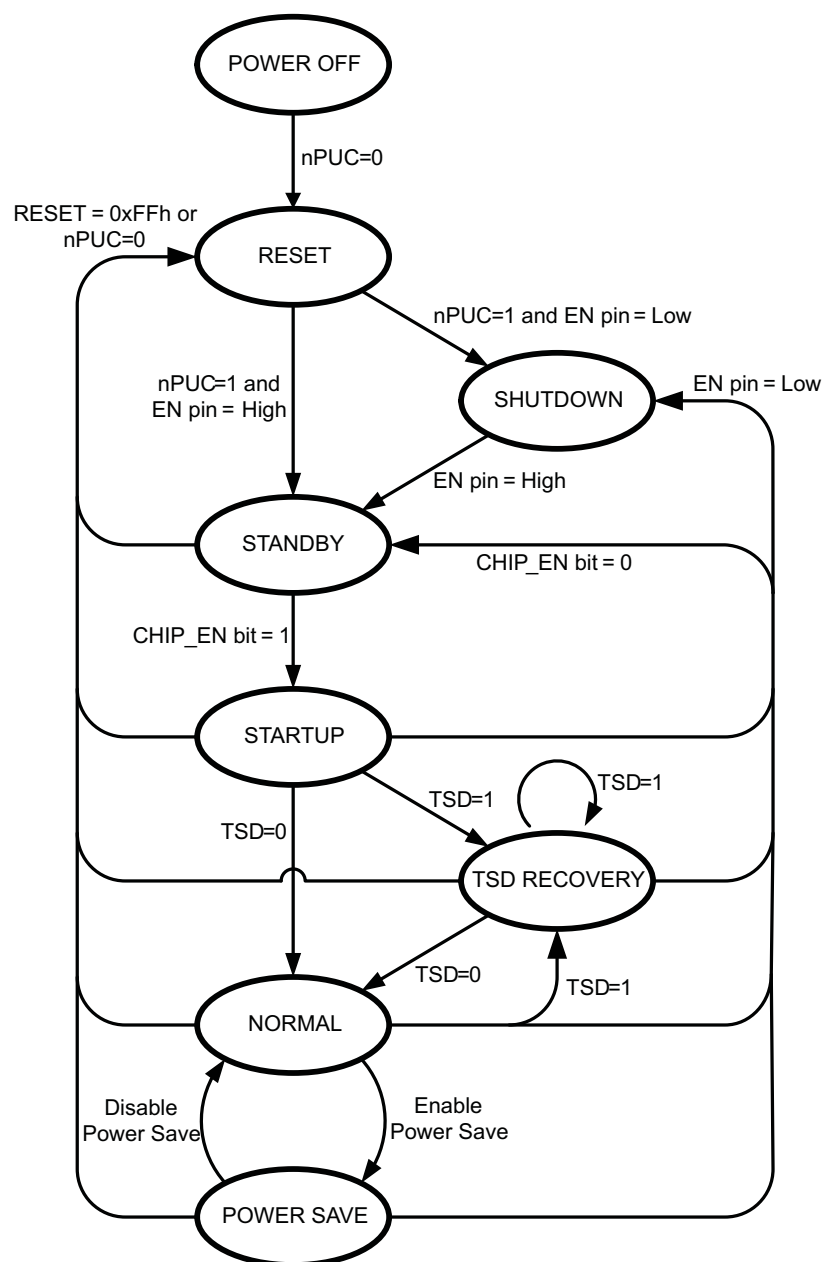 POWER OFF
nPUC=0
RESET = 0xFFh or
nPUC=0
RESET
nPUC=1 and EN pin = Low
nPUC=1 and
EN pin = High
EN pin = Low
SHUTDOWN
EN pin = High
STANDBY
CHIP_EN bit = 0
CHIP_EN bit = 1
STARTUP
TSD=1
TSD=1
TSD=0
TSD RECOVERY
TSD=0
TSD=1
NORMAL
Disable
Power Save
Enable
Power Save
POWER SAVE